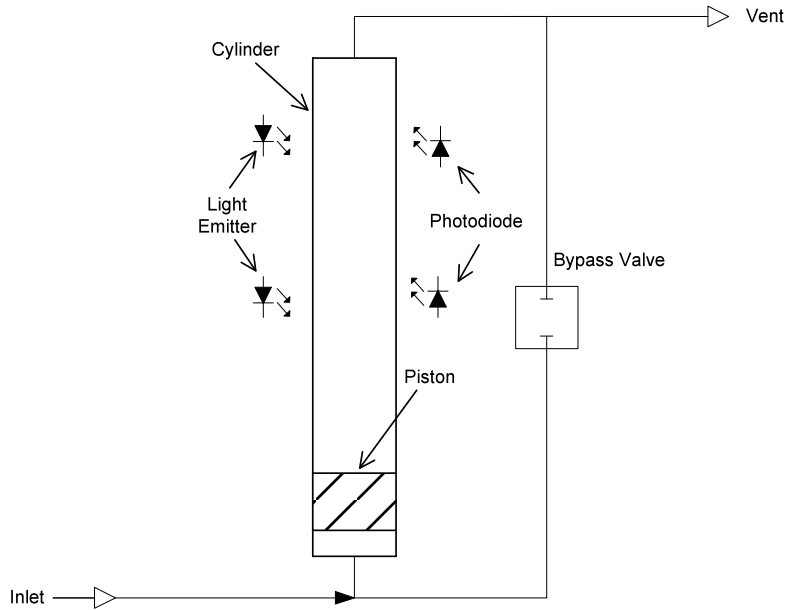 Vent
Cylinder
Light
Emitter
Photodiode
Bypass Valve
Piston
Inlet